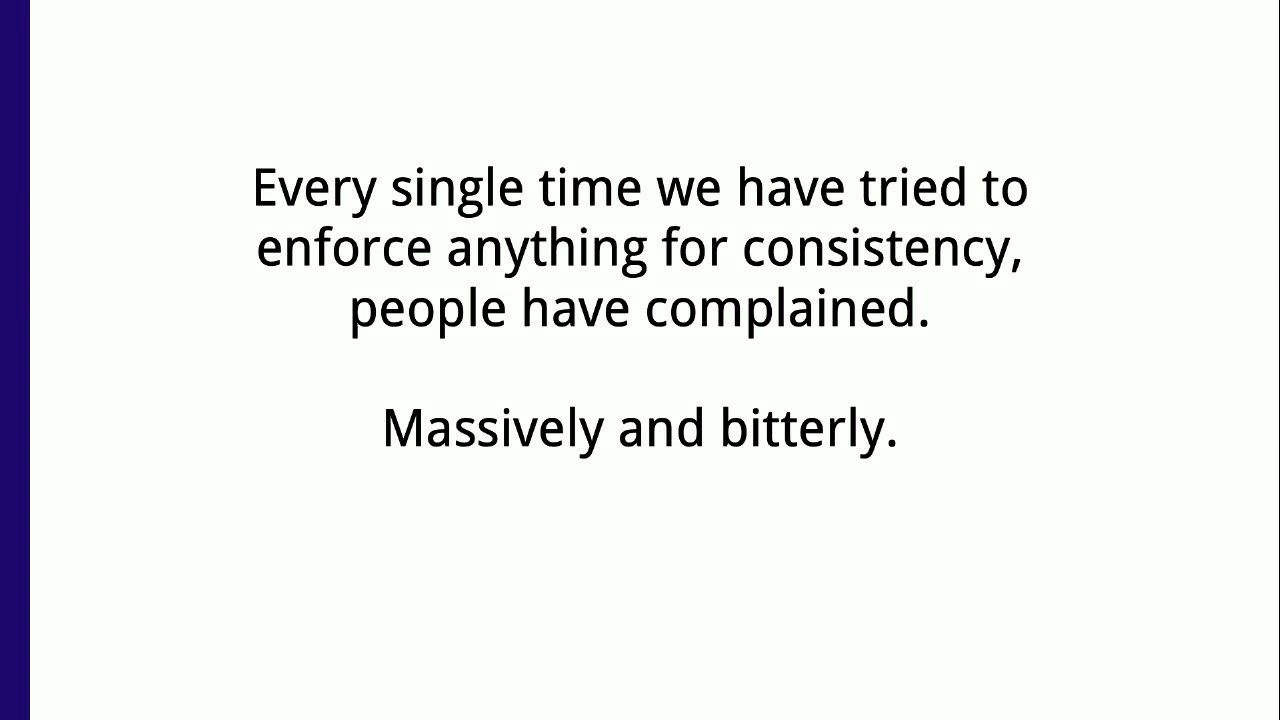 Every single time we have tried to
enforce anything for consistency,
people have complained.
Massively and bitterly.